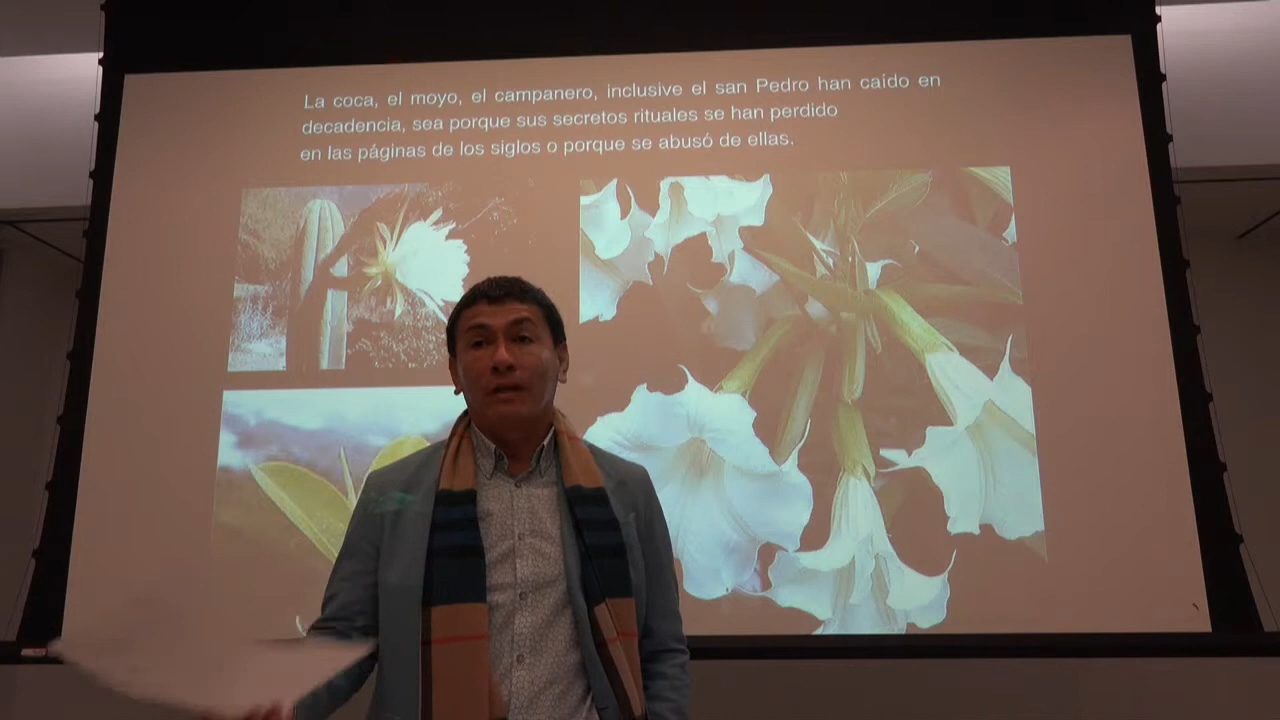 La coca, el moyo, el campanero, inclusive el san Pedro han caido en
decadencia, sea porque sus secretos rituales se han perdido
en las páginas de los siglos o porque se abusó de ellas.